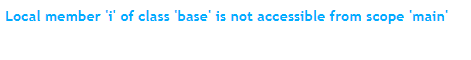 Local member 'i' of class 'base' is not accessible from scope 'main'